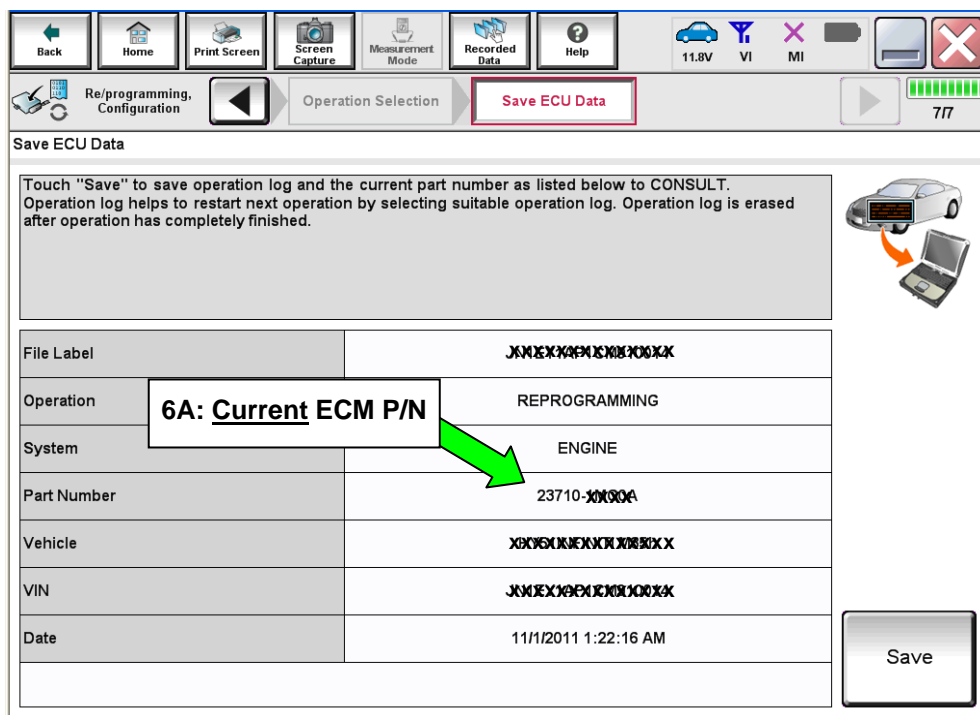 Back
Home
Print Screen
Screen Capture
Measurement Mode
Recorded Data
Help
11.8V
VI
MI
Re/programming, Configuration
Operation Selection
Save ECU Data
7/7
Save ECU Data
Touch "Save" to save operation log and the current part number as listed below to CONSULT.
Operation log helps to restart next operation by selecting suitable operation log. Operation log is erased
after operation has completely finished.
File Label
Operation REPROGRAMMING
6A: Current ECM P/N
System ENGINE
Part Number 23710-
Vehicle
VIN
Date 11/1/2011 1:22:16 AM
Save